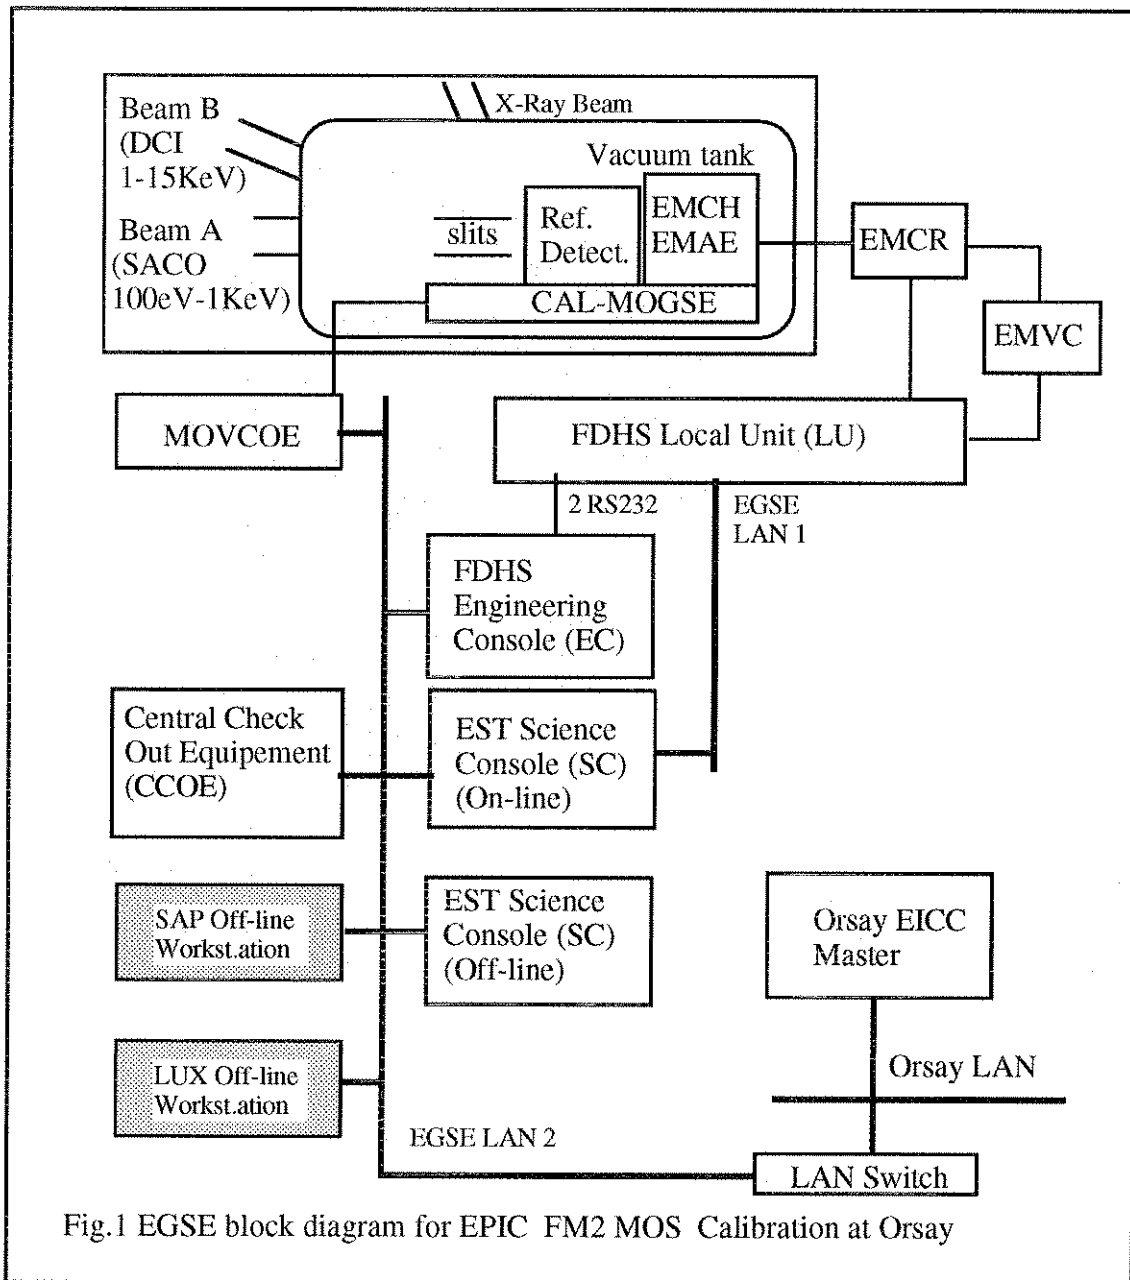 Beam B
(DCI
1-15KeV)
X-Ray Beam
Vacuum tank
Beam A
(SACO
100eV-1KeV)
slits
Ref.
Detect.
EMCH
EMAE
CAL-MOGSE
EMCR
EMVC
MOVCOE
FDHS Local Unit (LU)
2 RS232
EGSE
LAN 1
FDHS
Engineering
Console (EC)
Central Check
Out Equipement
(CCOE)
EST Science
Console (SC)
(On-line)
SAP Off-line
Workst.ation
EST Science
Console (SC)
(Off-line)
Orsay EICC
Master
LUX Off-line
Workst.ation
Orsay LAN
EGSE LAN 2
LAN Switch
Fig.1 EGSE block diagram for EPIC FM2 MOS Calibration at Orsay